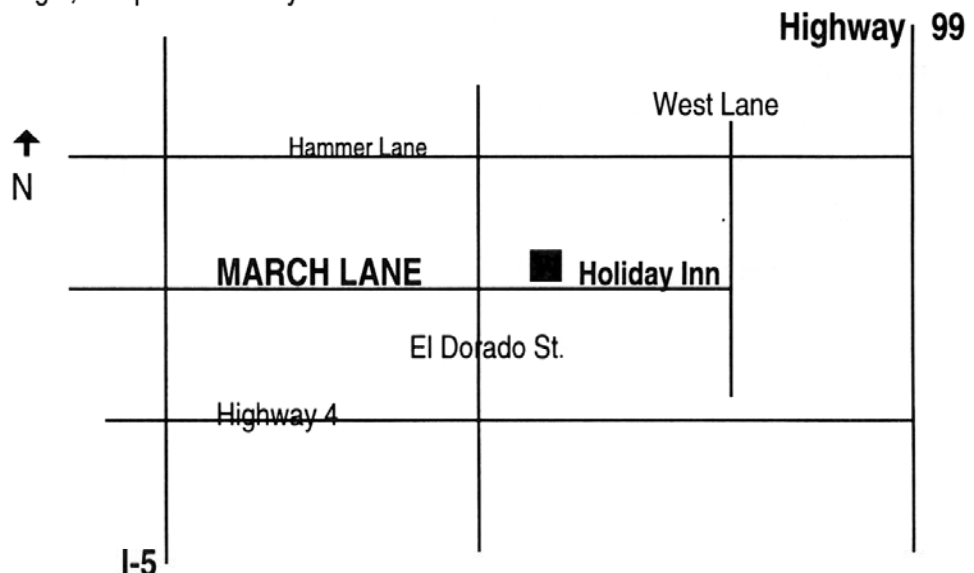 Highway 99
West Lane
Hammer Lane
N
MARCH LANE
Holiday Inn
El Dorado St.
Highway 4
I-5